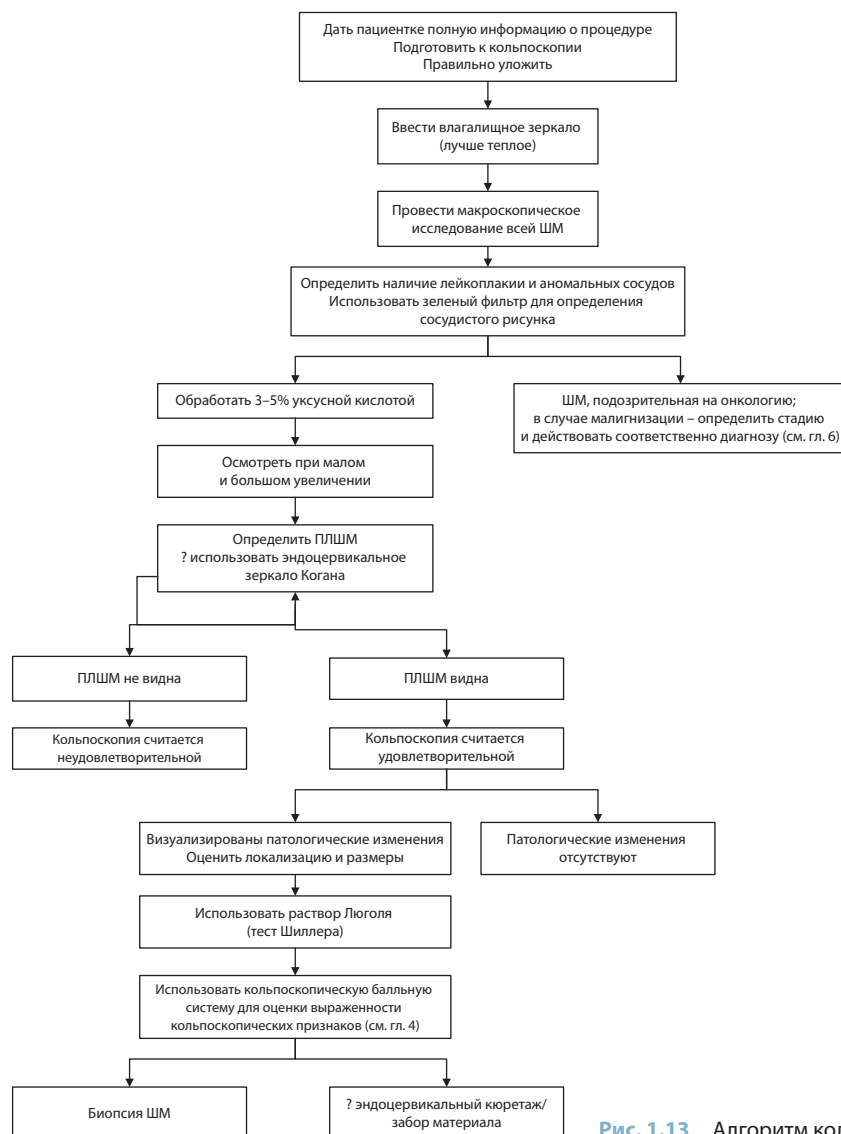 Дать пациентке полную информацию о процедуре
Подготовить к кольпоскопии
Правильно уложить
Ввести влагалищное зеркало
(лучше теплое)
Провести макроскопическое
исследование всей ШМ
Определить наличие лейкоплакии и аномальных сосудов
Использовать зеленый фильтр для определения
сосудистого рисунка
Обработать 3–5% уксусной кислотой
ШМ, подозрительная на онкологию;
в случае малигнизации – определить стадию
и действовать соответственно диагнозу (см. гл. 6)
Осмотреть при малом
и большом увеличении
Определить ПЛШМ
? использовать эндоцервикальное
зеркало Когана
ПЛШМ не видна
ПЛШМ видна
Кольпоскопия считается
неудовлетворительной
Кольпоскопия считается
удовлетворительной
Визуализированы патологические изменения
Оценить локализацию и размеры
Патологические изменения
отсутствуют
Использовать раствор Люголя
(тест Шиллера)
Использовать кольпоскопическую балльную
систему для оценки выраженности
кольпоскопических признаков (см. гл. 4)
Биопсия ШМ
? эндоцервикальный кюретаж/
забор материала
Рис. 1.13 Алгоритм